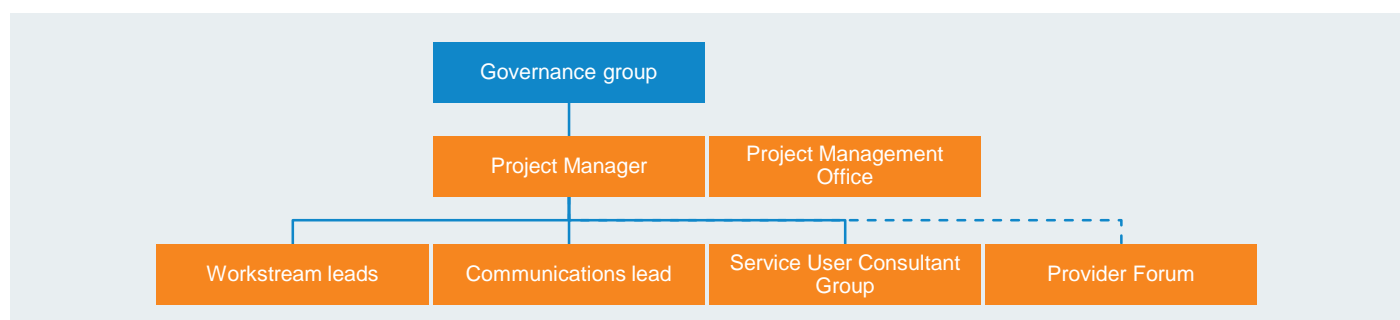 Governance group
Project Manager
Project Management
Office
Workstream leads
Communications lead
Service User Consultant
Group
Provider Forum